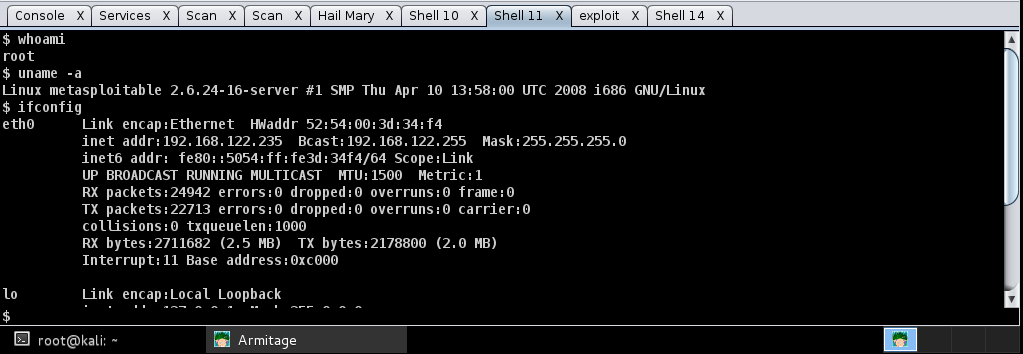 Console X Services X Scan X Scan X Hail Mary X Shell 10 X Shell 11 X exploit X Shell 14 X
$ whoami
root
$ uname -a
Linux metasploitable 2.6.24-16-server #1 SMP Thu Apr 10 13:58:00 UTC 2008 i686 GNU/Linux
$ ifconfig
eth0 Link encap:Ethernet HWaddr 52:54:00:3d:34:f4
inet addr:192.168.122.235 Bcast:192.168.122.255 Mask:255.255.255.0
inet6 addr: fe80::5054:ff:fe3d:34f4/64 Scope:Link
UP BROADCAST RUNNING MULTICAST MTU:1500 Metric:1
RX packets:24942 errors:0 dropped:0 overruns:0 frame:0
TX packets:22713 errors:0 dropped:0 overruns:0 carrier:0
collisions:0 txqueuelen:1000
RX bytes:2711682 (2.5 MB) TX bytes:2178800 (2.0 MB)
Interrupt:11 Base address:0xc000
lo Link encap:Local Loopback
$
root@kali: ~ Armitage